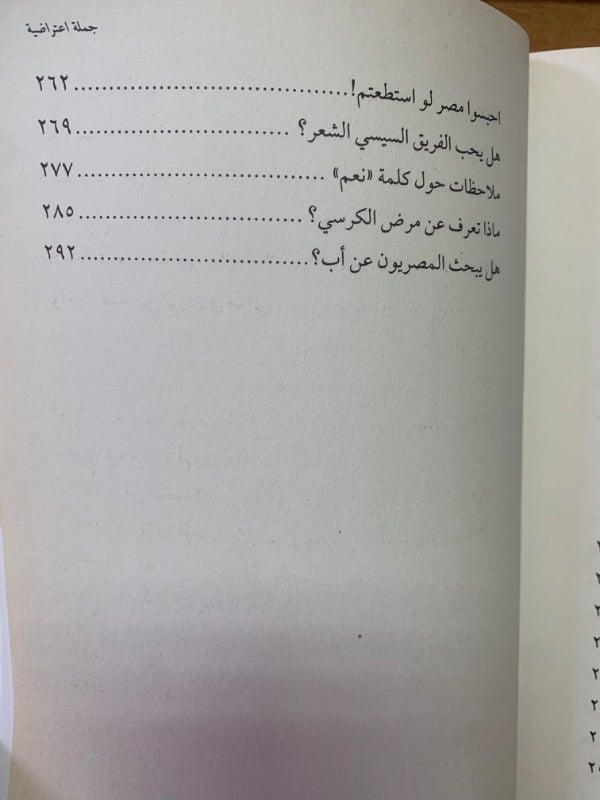 جملة اعتراضية
احبسوا مصر لو استطعتم!......................................٢٦٢
هل يحب الفريق السيسي الشعر؟ ..............................٢٦٩
ملاحظات حول كلمة «نعم» ..................................٢٧٧
ماذا تعرف عن مرض الكرسي؟ ...............................٢٨٥
هل يبحث المصريون عن أب؟................................٢٩٢